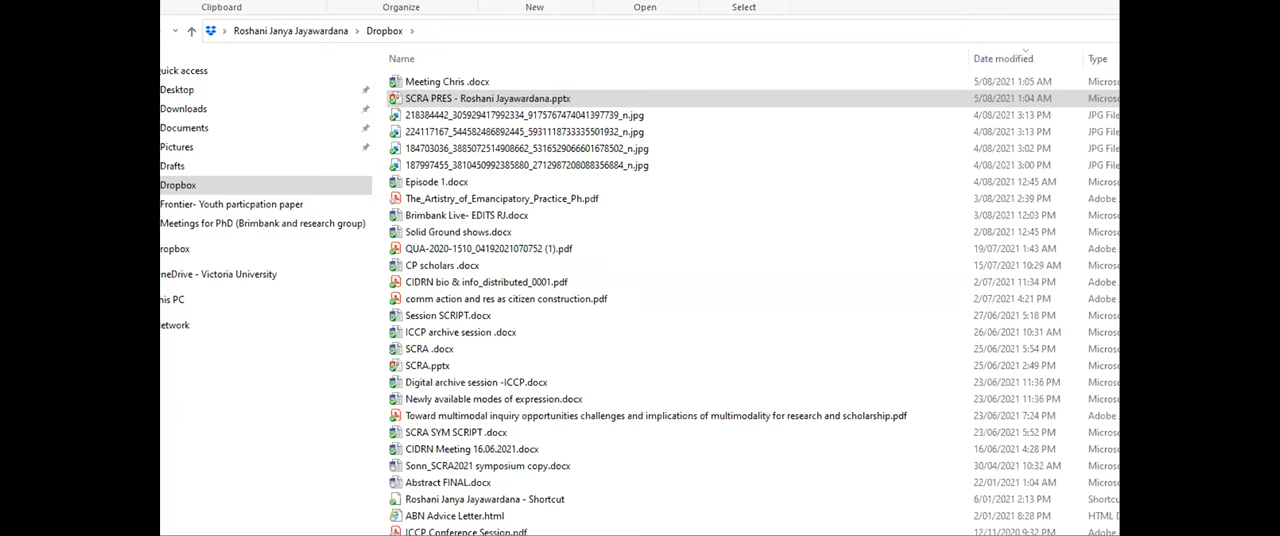 Clipboard Organize New Open Select
Roshani Janya Jayawardana > Dropbox >
Name Date modified Type
uick access
Desktop
Downloads
Documents
Pictures
Drafts
Dropbox
Frontier- Youth particpation paper
Meetings for PhD (Brimbank and research group)
ropbox
neDrive - Victoria University
his PC
etwork
Meeting Chris .docx 5/08/2021 1:05 AM Micros
SCRA PRES - Roshani Jayawardana.pptx 5/08/2021 1:04 AM Micros
218384442_305929417992334_9175767474041397739_n.jpg 4/08/2021 3:13 PM JPG File
224117167_544582486892445_5931118733335501932_n.jpg 4/08/2021 3:13 PM JPG File
184703036_3885072514908662_5316529066601678502_n.jpg 4/08/2021 3:02 PM JPG File
187997455_3810450992385880_2712987208088356884_n.jpg 4/08/2021 3:00 PM JPG File
Episode 1.docx 4/08/2021 12:45 AM Micros
The_Artistry_of_Emancipatory_Practice_Ph.pdf 3/08/2021 2:39 PM Adobe
Brimbank Live- EDITS RJ.docx 3/08/2021 12:03 PM Micros
Solid Ground shows.docx 2/08/2021 12:45 PM Micros
QUA-2020-1510_04192021070752 (1).pdf 19/07/2021 1:43 AM Adobe
CP scholars .docx 15/07/2021 10:29 AM Micros
CIDRN bio & info_distributed_0001.pdf 2/07/2021 11:34 PM Adobe
comm action and res as citizen construction.pdf 2/07/2021 4:21 PM Adobe
Session SCRIPT.docx 27/06/2021 5:18 PM Micros
ICCP archive session .docx 26/06/2021 10:31 AM Micros
SCRA .docx 25/06/2021 5:54 PM Micros
SCRA.pptx 25/06/2021 2:49 PM Micros
Digital archive session -ICCP.docx 23/06/2021 11:36 PM Micros
Newly available modes of expression.docx 23/06/2021 11:36 PM Micros
Toward multimodal inquiry opportunities challenges and implications of multimodality for research and scholarship.pdf 23/06/2021 7:24 PM Adobe
SCRA SYM SCRIPT .docx 23/06/2021 5:52 PM Micros
CIDRN Meeting 16.06.2021.docx 16/06/2021 4:28 PM Micros
Sonn_SCRA2021 symposium copy.docx 30/04/2021 10:32 AM Micros
Abstract FINAL.docx 22/01/2021 1:04 AM Micros
Roshani Janya Jayawardana - Shortcut 6/01/2021 2:13 PM Shortcu
ABN Advice Letter.html 2/01/2021 8:28 PM HTML D
ICCP Conference Session.pdf 12/11/2020 9:32 PM Adobe